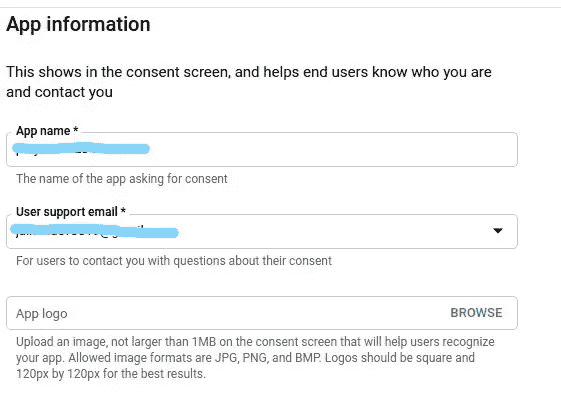 App information
This shows in the consent screen, and helps end users know who you are
and contact you
App name *
The name of the app asking for consent
User support email *
For users to contact you with questions about their consent
App logo BROWSE
Upload an image, not larger than 1MB on the consent screen that will help users recognize
your app. Allowed image formats are JPG, PNG, and BMP. Logos should be square and
120px by 120px for the best results.